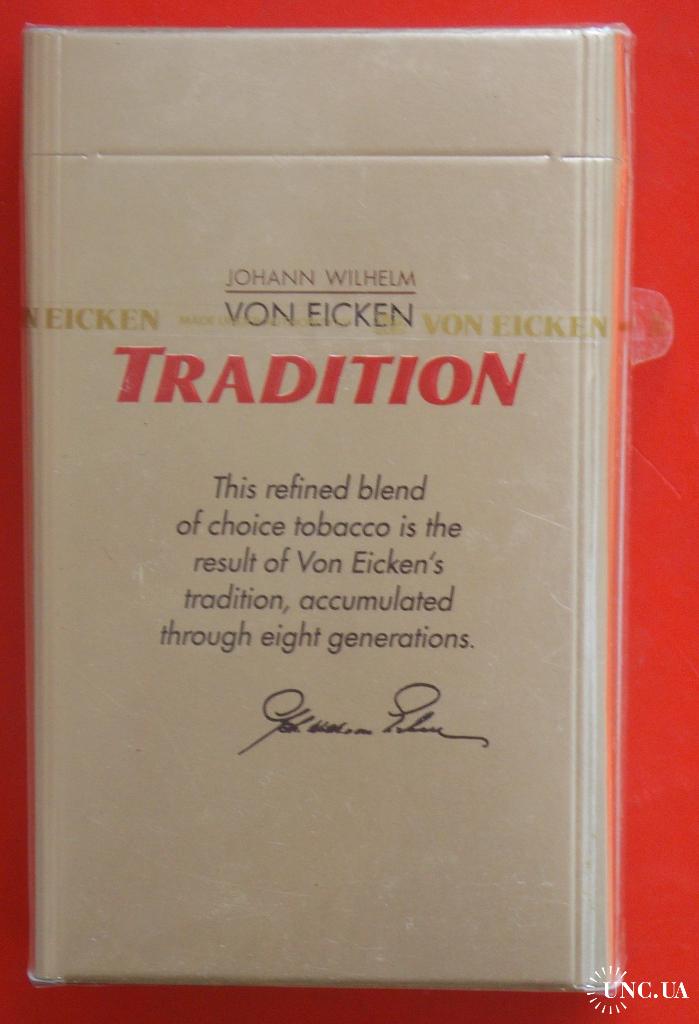 JOHANN WILHELM
VON EICKEN
N EICKEN
VON EICKEN
TRADITION
This refined blend
of choice tobacco is the
result of Von Eicken's
tradition, accumulated
through eight generations.
UNC.UA